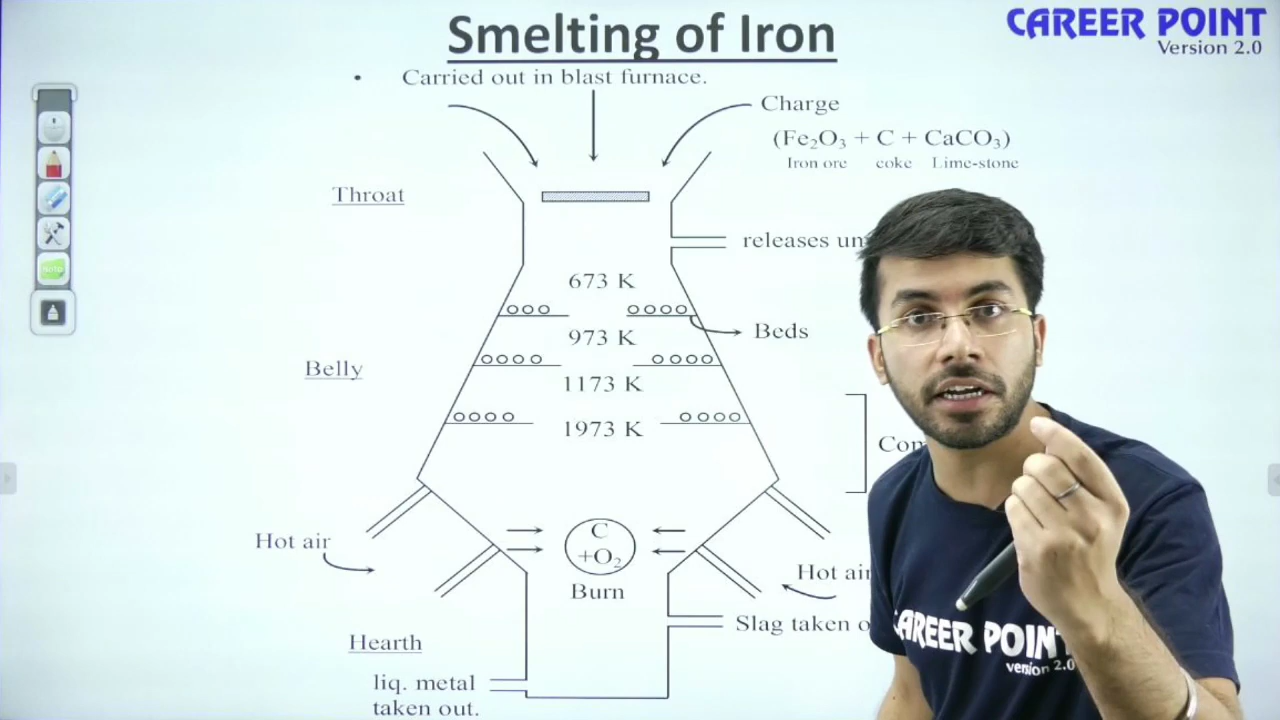 Smelting of Iron
CAREER POINT
Version 2.0
• Carried out in blast furnace.
Charge
(Fe₂O₃ + C + CaCO₃)
Iron ore coke Lime-stone
Throat
releases
673 K
Beds
973 K
Belly
1173 K
1973 K
C
+O₂
Burn
Hot air
Hot air
Slag taken
Hearth
liq. metal
taken out.
NOTE
CAREER POINT
version 2.0